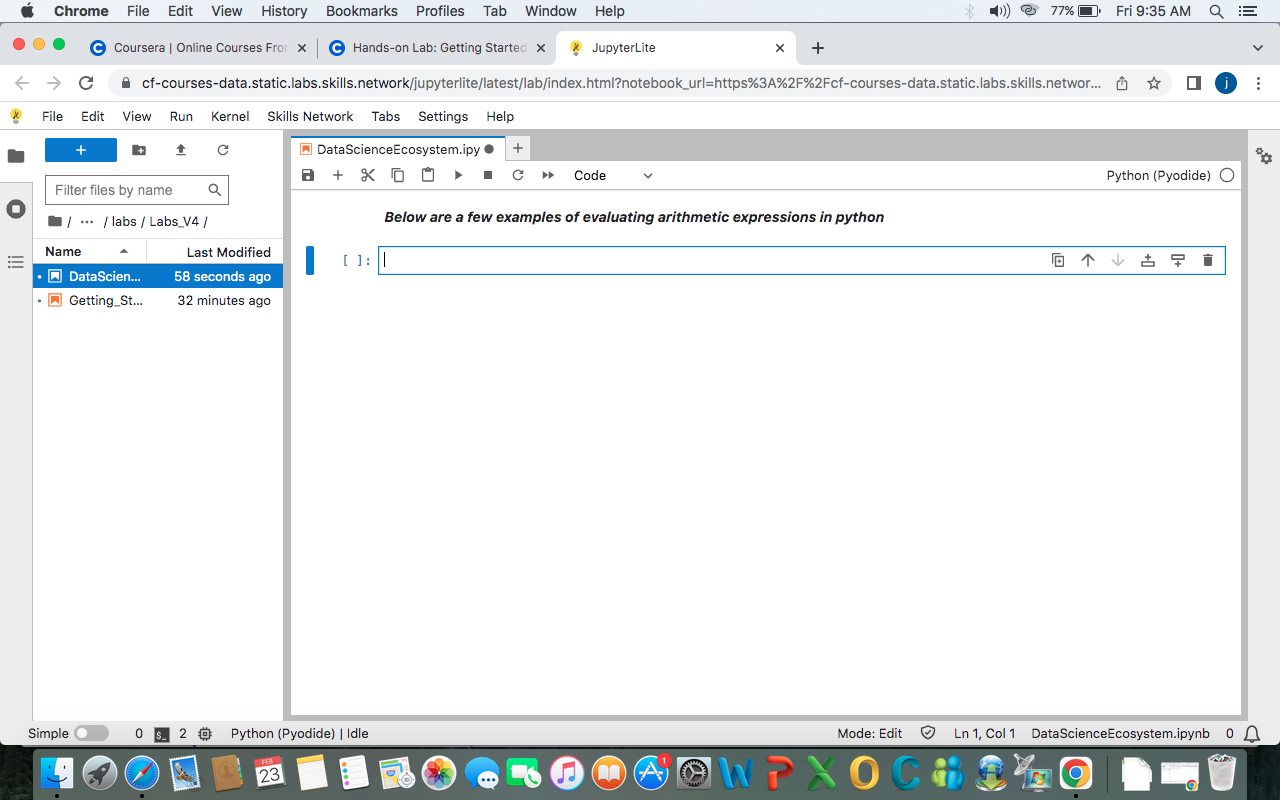 Chrome File Edit View History Bookmarks Profiles Tab Window Help 77% Fri 9:35 AM
Coursera | Online Courses Fro
Hands-on Lab: Getting Started
JupyterLite
cf-courses-data.static.labs.skills.network/jupyterlite/latest/lab/index.html?notebook_url=https%3A%2F%2Fcf-courses-data.static.labs.skills.networ...
j
File Edit View Run Kernel Skills Network Tabs Settings Help
DataScienceEcosystem.ipy
Code
Python (Pyodide)
Filter files by name
/ ··· / labs / Labs_V4 /
Name Last Modified
DataScien... 58 seconds ago
Getting_St... 32 minutes ago
Below are a few examples of evaluating arithmetic expressions in python
[ ]:
Simple 0 $_ 2 Python (Pyodide) | Idle
Mode: Edit Ln 1, Col 1 DataScienceEcosystem.ipynb 0
FEB
23
1